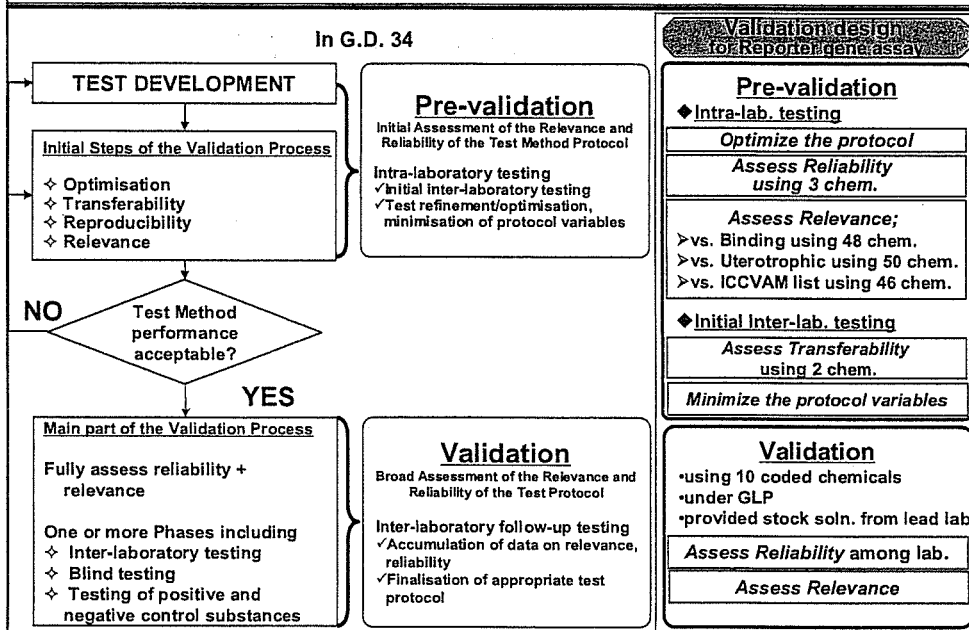 in G.D. 34
TEST DEVELOPMENT
Initial Steps of the Validation Process
✧ Optimisation
✧ Transferability
✧ Reproducibility
✧ Relevance
Pre-validation
Initial Assessment of the Relevance and
Reliability of the Test Method Protocol
Intra-laboratory testing
✓Initial inter-laboratory testing
✓Test refinement/optimisation,
minimisation of protocol variables
NO
Test Method
performance
acceptable?
YES
Main part of the Validation Process
Fully assess reliability +
relevance
One or more Phases including
✧ Inter-laboratory testing
✧ Blind testing
✧ Testing of positive and
negative control substances
Validation
Broad Assessment of the Relevance and
Reliability of the Test Protocol
Inter-laboratory follow-up testing
✓Accumulation of data on relevance,
reliability
✓Finalisation of appropriate test
protocol
Validation design
for Reporter gene assay
Pre-validation
◆Intra-lab. testing
Optimize the protocol
Assess Reliability
using 3 chem.
Assess Relevance;
➢vs. Binding using 48 chem.
➢vs. Uterotrophic using 50 chem.
➢vs. ICCVAM list using 46 chem.
◆Initial Inter-lab. testing
Assess Transferability
using 2 chem.
Minimize the protocol variables
Validation
•using 10 coded chemicals
•under GLP
•provided stock soln. from lead lab
Assess Reliability among lab.
Assess Relevance